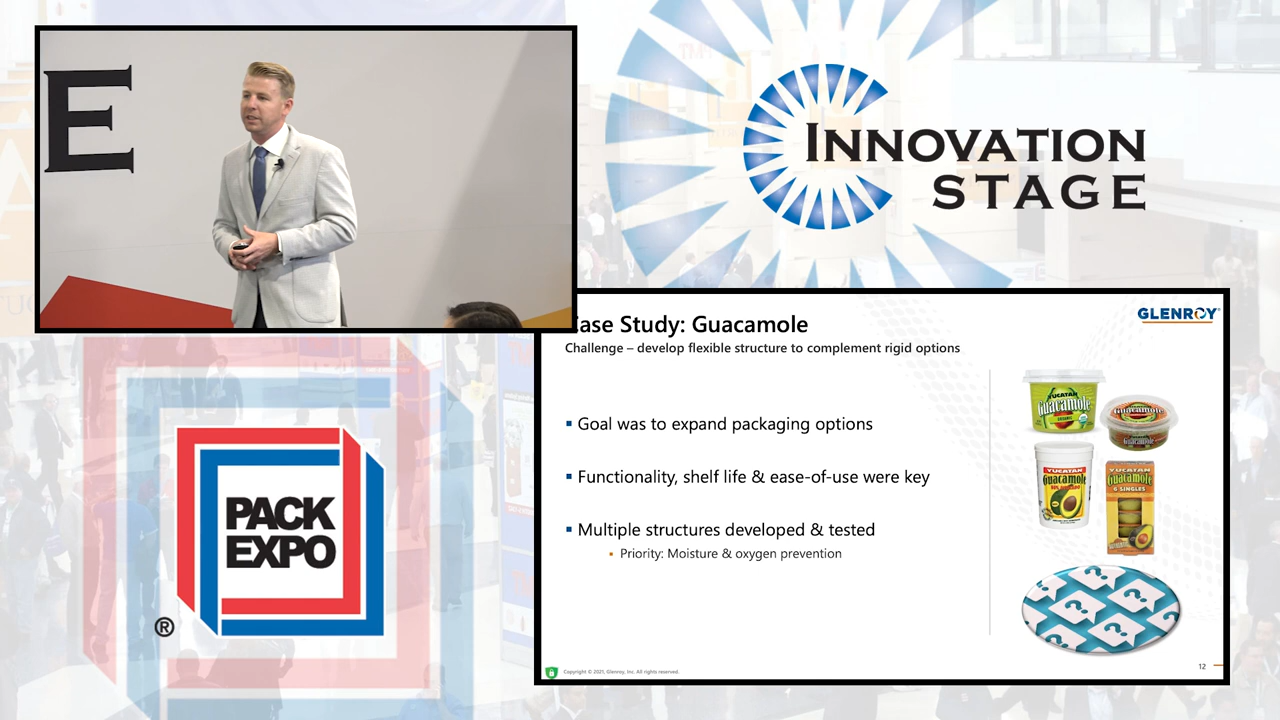 E
INNOVATION
STAGE
ase Study: Guacamole
GLENROY®
Challenge – develop flexible structure to complement rigid options
▪ Goal was to expand packaging options
▪ Functionality, shelf life & ease-of-use were key
▪ Multiple structures developed & tested
▪ Priority: Moisture & oxygen prevention
YUCATAN
Guacamole
ORGANIC
Guacamole
YUCATAN
Guacamole
YUCATAN
Guacamole
6 SINGLES
? ? ? ? ? ?
PACK
EXPO
®
Copyright © 2021, Glenroy, Inc. All rights reserved.
12